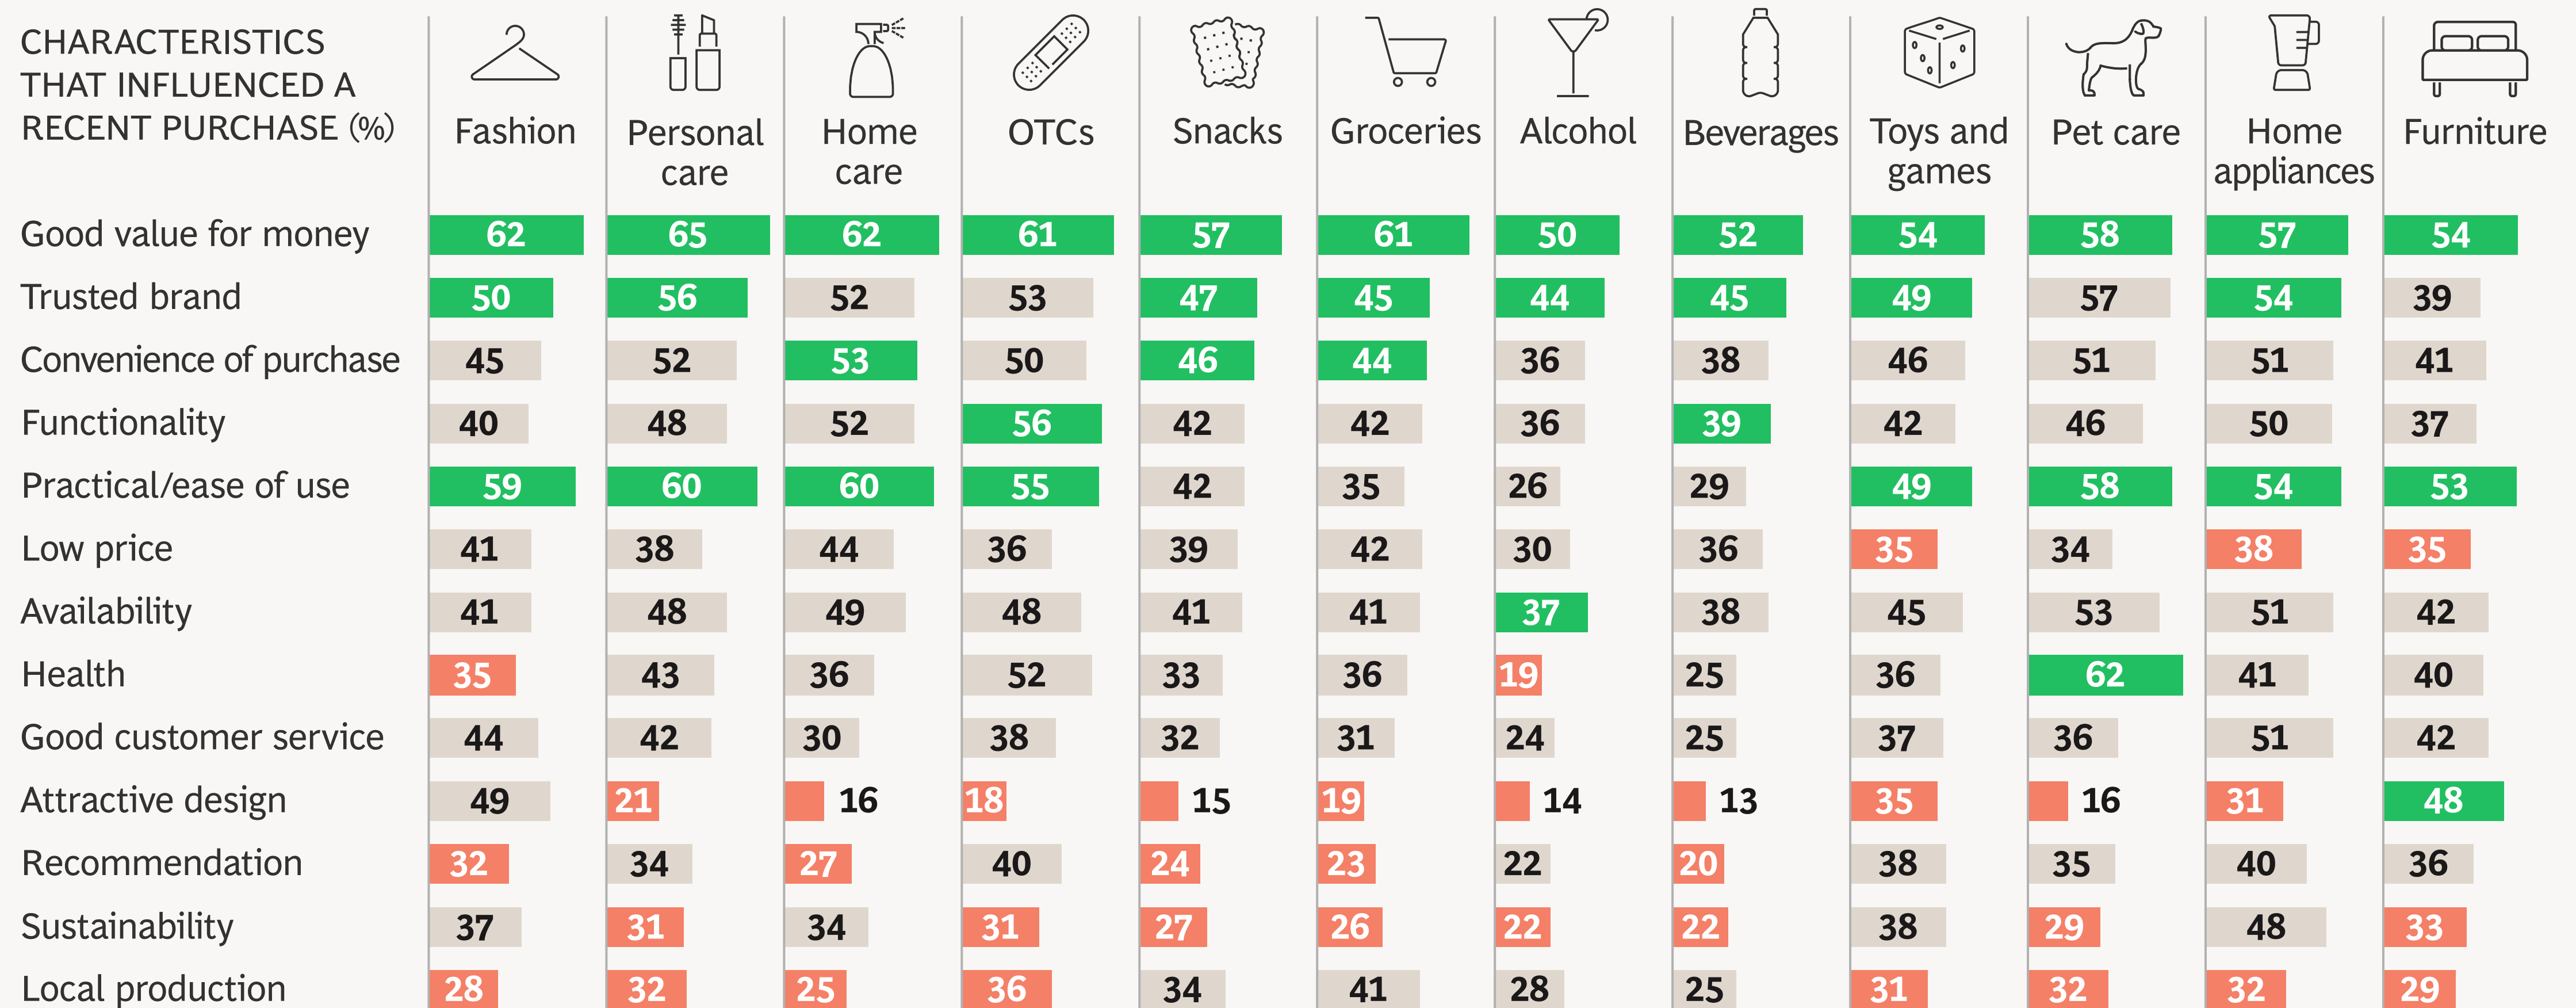 CHARACTERISTICS
THAT INFLUENCED A
RECENT PURCHASE (%)
Fashion
Personal
care
Home
care
OTCs
Snacks
Groceries
Alcohol
Beverages
Toys and
games
Pet care
Home
appliances
Furniture
Good value for money 62 65 62 61 57 61 50 52 54 58 57 54
Trusted brand 50 56 52 53 47 45 44 45 49 57 54 39
Convenience of purchase 45 52 53 50 46 44 36 38 46 51 51 41
Functionality 40 48 52 56 42 42 36 39 42 46 50 37
Practical/ease of use 59 60 60 55 42 35 26 29 49 58 54 53
Low price 41 38 44 36 39 42 30 36 35 34 38 35
Availability 41 48 49 48 41 41 37 38 45 53 51 42
Health 35 43 36 52 33 36 19 25 36 62 41 40
Good customer service 44 42 30 38 32 31 24 25 37 36 51 42
Attractive design 49 21 16 18 15 19 14 13 35 16 31 48
Recommendation 32 34 27 40 24 23 22 20 38 35 40 36
Sustainability 37 31 34 31 27 26 22 22 38 29 48 33
Local production 28 32 25 36 34 41 28 25 31 32 32 29